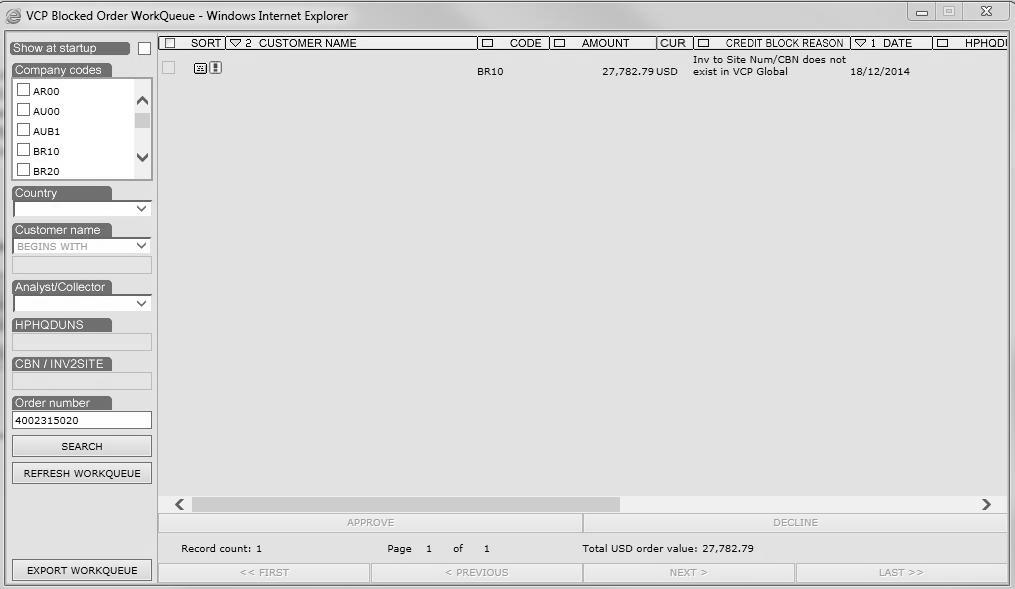 VCP Blocked Order WorkQueue - Windows Internet Explorer
Show at startup
Company codes
AR00
AU00
AUB1
BR10
BR20
Country
Customer name
BEGINS WITH
Analyst/Collector
HPHQDUNS
CBN / INV2SITE
Order number
4002315020
SEARCH
REFRESH WORKQUEUE
EXPORT WORKQUEUE
SORT 2 CUSTOMER NAME CODE AMOUNT CUR CREDIT BLOCK REASON 1 DATE HPHQDU
Inv to Site Num/CBN does not
BR10 27,782.79 USD exist in VCP Global 18/12/2014
APPROVE DECLINE
Record count: 1 Page 1 of 1 Total USD order value: 27,782.79
<< FIRST < PREVIOUS NEXT > LAST >>